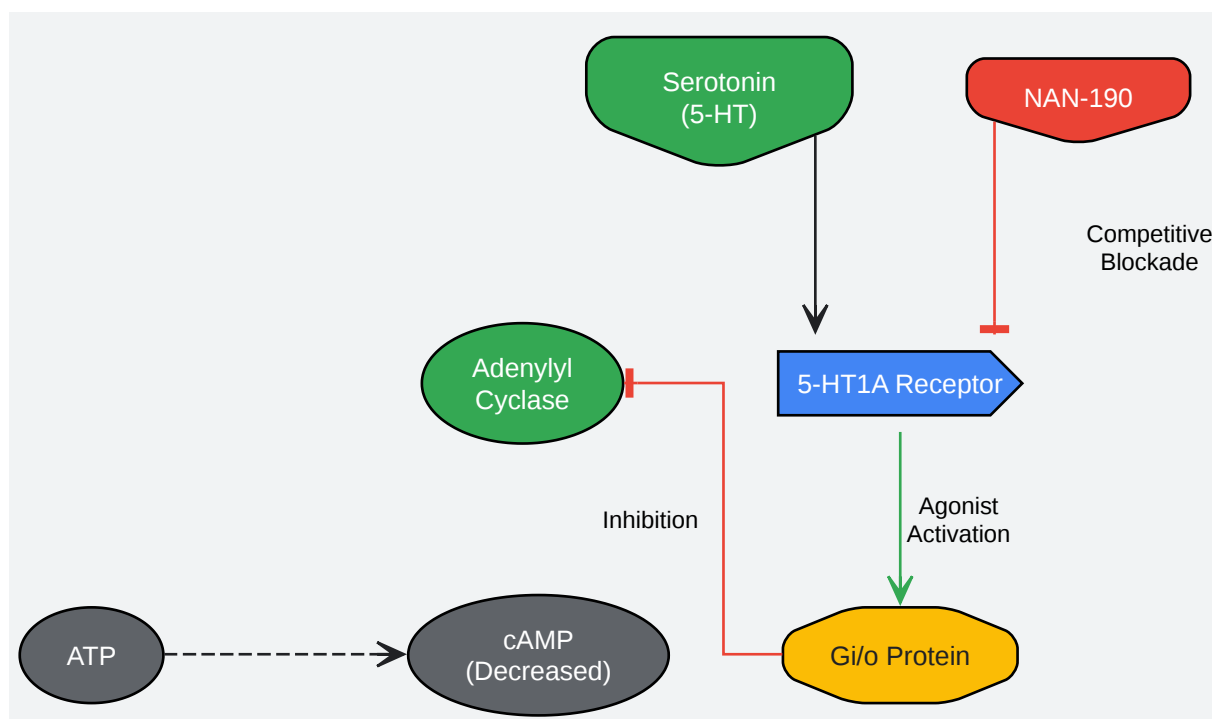 Serotonin
(5-HT)
NAN-190
Competitive
Blockade
Adenylyl
Cyclase
5-HT1A Receptor
Inhibition
Agonist
Activation
ATP
cAMP
(Decreased)
Gi/o Protein